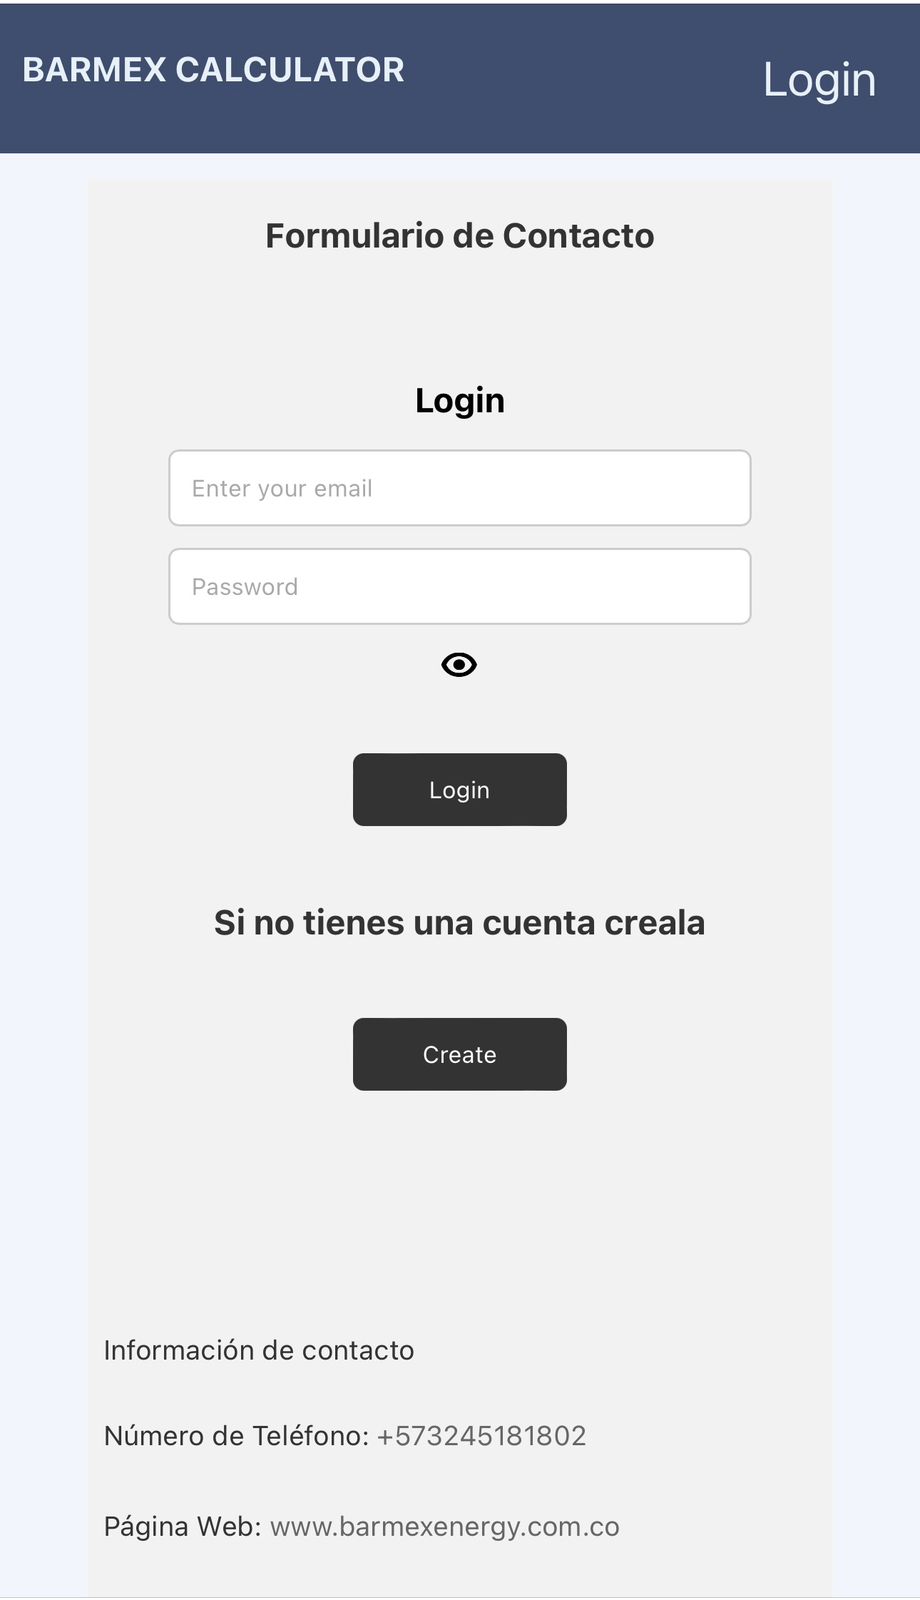 BARMEX CALCULATOR
Login
Formulario de Contacto
Login
Enter your email
Password
Login
Si no tienes una cuenta creala
Create
Información de contacto
Número de Teléfono: +573245181802
Página Web: www.barmexenergy.com.co